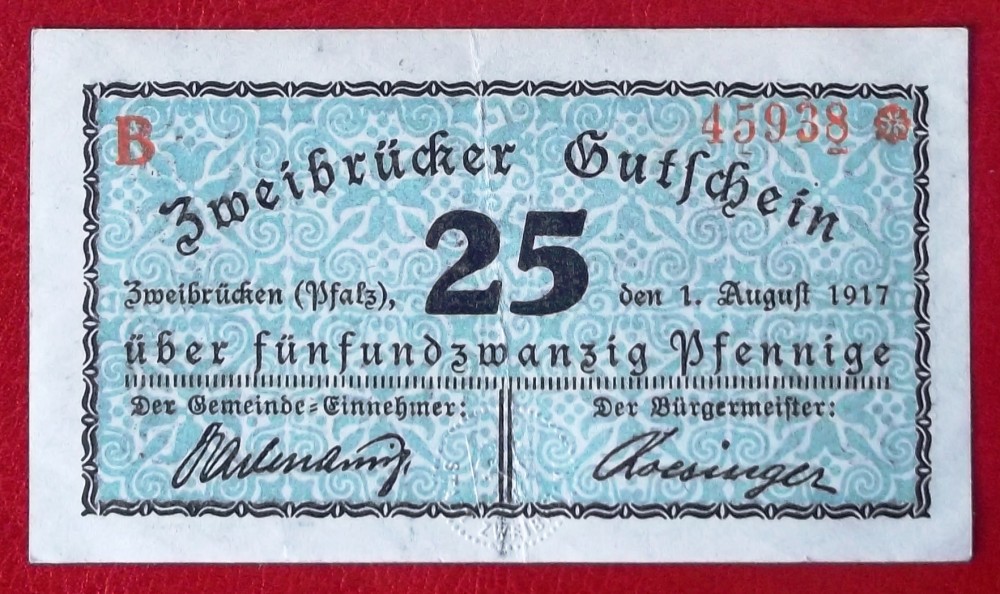 B 45938
Zweibrücker Gutschein
25
Zweibrücken (Pfalz), den 1. August 1917
über fünfundzwanzig Pfennige
Der Gemeinde=Einnehmer: Der Bürgermeister:
Roesinger